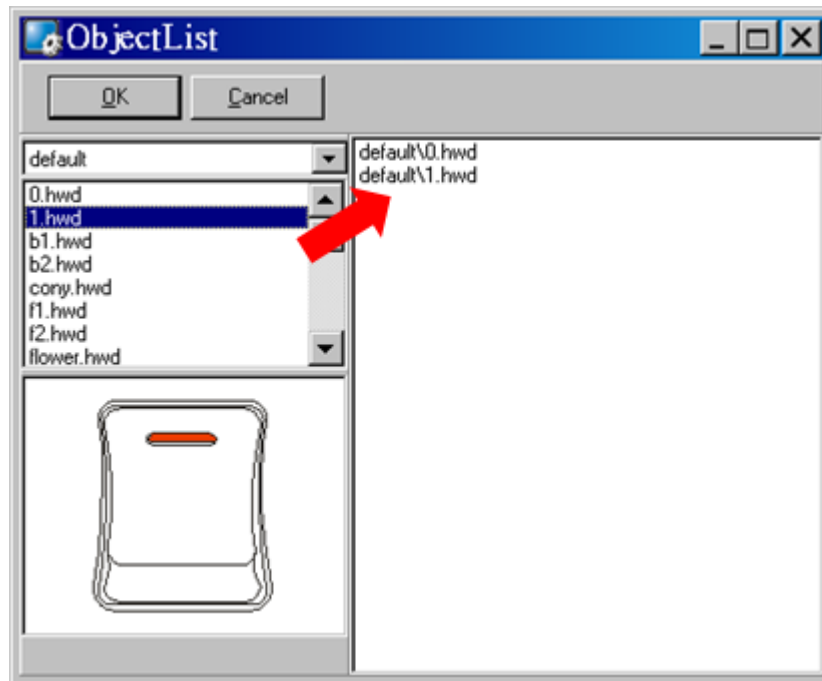 ObjectList
OK
Cancel
default
0.hwd
1.hwd
b1.hwd
b2.hwd
cony.hwd
f1.hwd
f2.hwd
flower.hwd
default\0.hwd
default\1.hwd